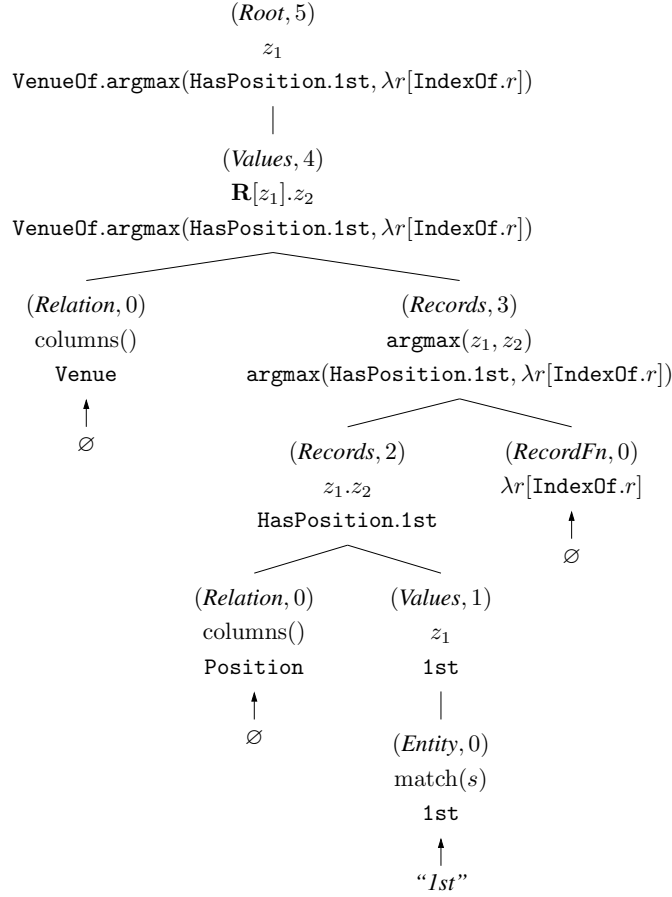 (Root, 5)
z₁
VenueOf.argmax(HasPosition.1st, λr[IndexOf.r])
(Values, 4)
R[z₁].z₂
VenueOf.argmax(HasPosition.1st, λr[IndexOf.r])
(Relation, 0)
columns()
Venue
∅
(Records, 3)
argmax(z₁, z₂)
argmax(HasPosition.1st, λr[IndexOf.r])
(Records, 2)
z₁.z₂
HasPosition.1st
(RecordFn, 0)
λr[IndexOf.r]
∅
(Relation, 0)
columns()
Position
∅
(Values, 1)
z₁
1st
(Entity, 0)
match(s)
1st
“1st”